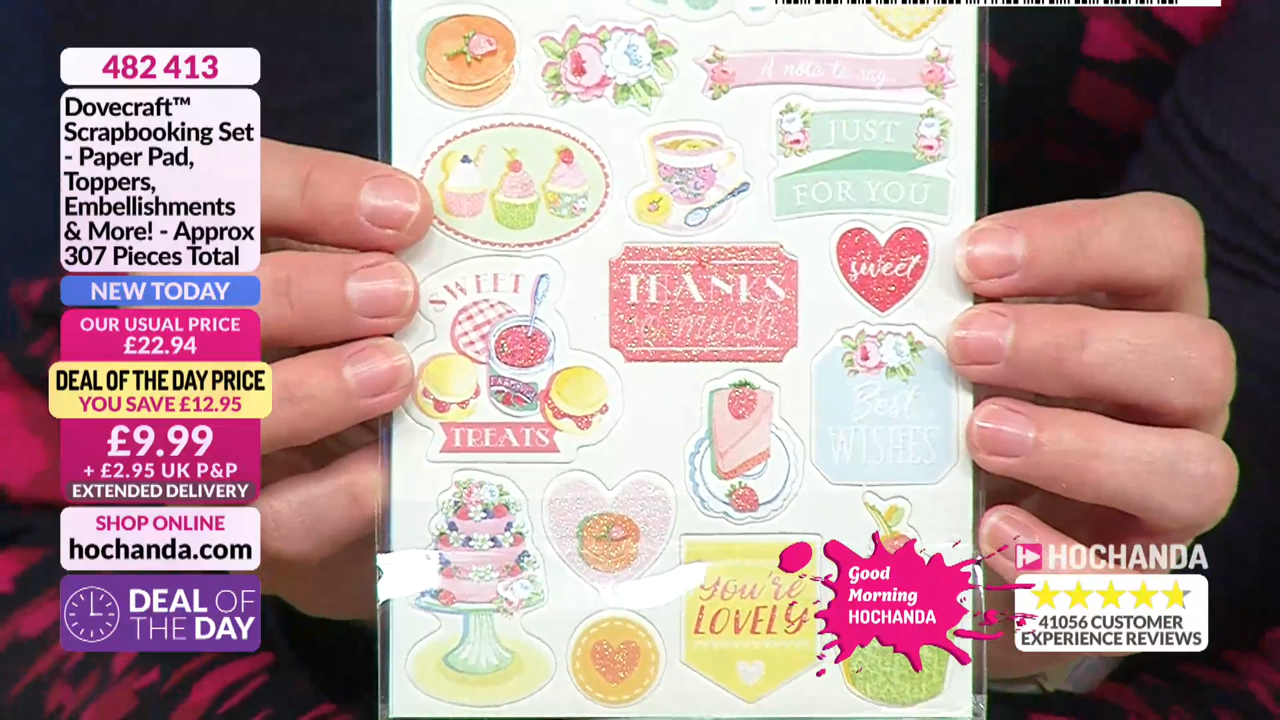 482 413
Dovecraft™
Scrapbooking Set
- Paper Pad,
Toppers,
Embellishments
& More! - Approx
307 Pieces Total
NEW TODAY
OUR USUAL PRICE
£22.94
DEAL OF THE DAY PRICE
YOU SAVE £12.95
£9.99
+ £2.95 UK P&P
EXTENDED DELIVERY
SHOP ONLINE
hochanda.com
DEAL OF
THE DAY
A note to say...
JUST
FOR YOU
sweet
THANKS
so much
SWEET
TREATS
Best
WISHES
You're
LOVELY
Good
Morning
HOCHANDA
HOCHANDA
41056 CUSTOMER
EXPERIENCE REVIEWS